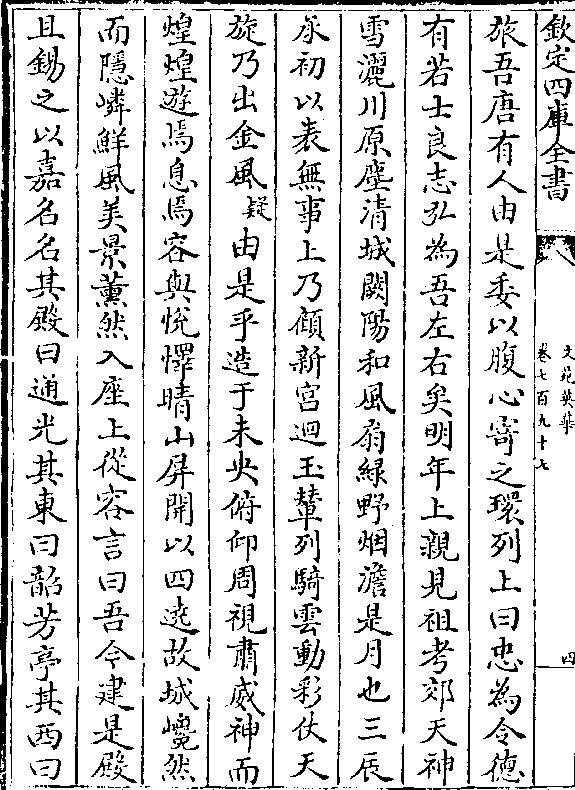 欽定四庫全書
文苑英華
卷七百九十七
四
旅吾唐有人由是委以腹心寄之環列上曰忠為令德
有若士良志弘為吾左右矣明年上親見祖考郊天神
雪灑川原塵清城闕陽和風扇綠野烟澹是月也三辰
承初以表無事上乃顧新宮迴玉輦列騎雲動彩仗天
旋乃出金風疑由是乎造于未央俯仰周視肅威神而
煌煌遊焉息焉容與悅懌晴山屏開以四遶故城巋然
而隱嶙鮮風美景薰然入座上從容言曰吾今建是殿
且錫之以嘉名名其殿曰通光其東曰韶芳亭其西曰